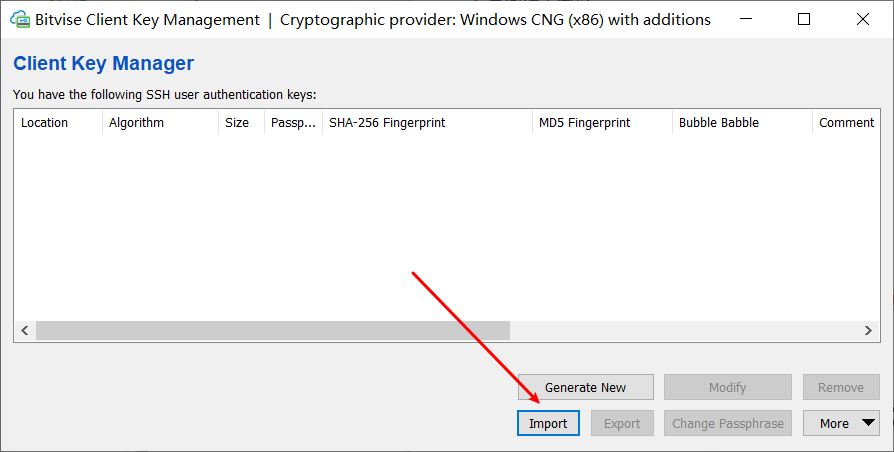 Bitvise Client Key Management | Cryptographic provider: Windows CNG (x86) with additions
Client Key Manager
You have the following SSH user authentication keys:
Location Algorithm Size Passp... SHA-256 Fingerprint MD5 Fingerprint Bubble Babble Comment
Generate New Modify Remove
Import Export Change Passphrase More